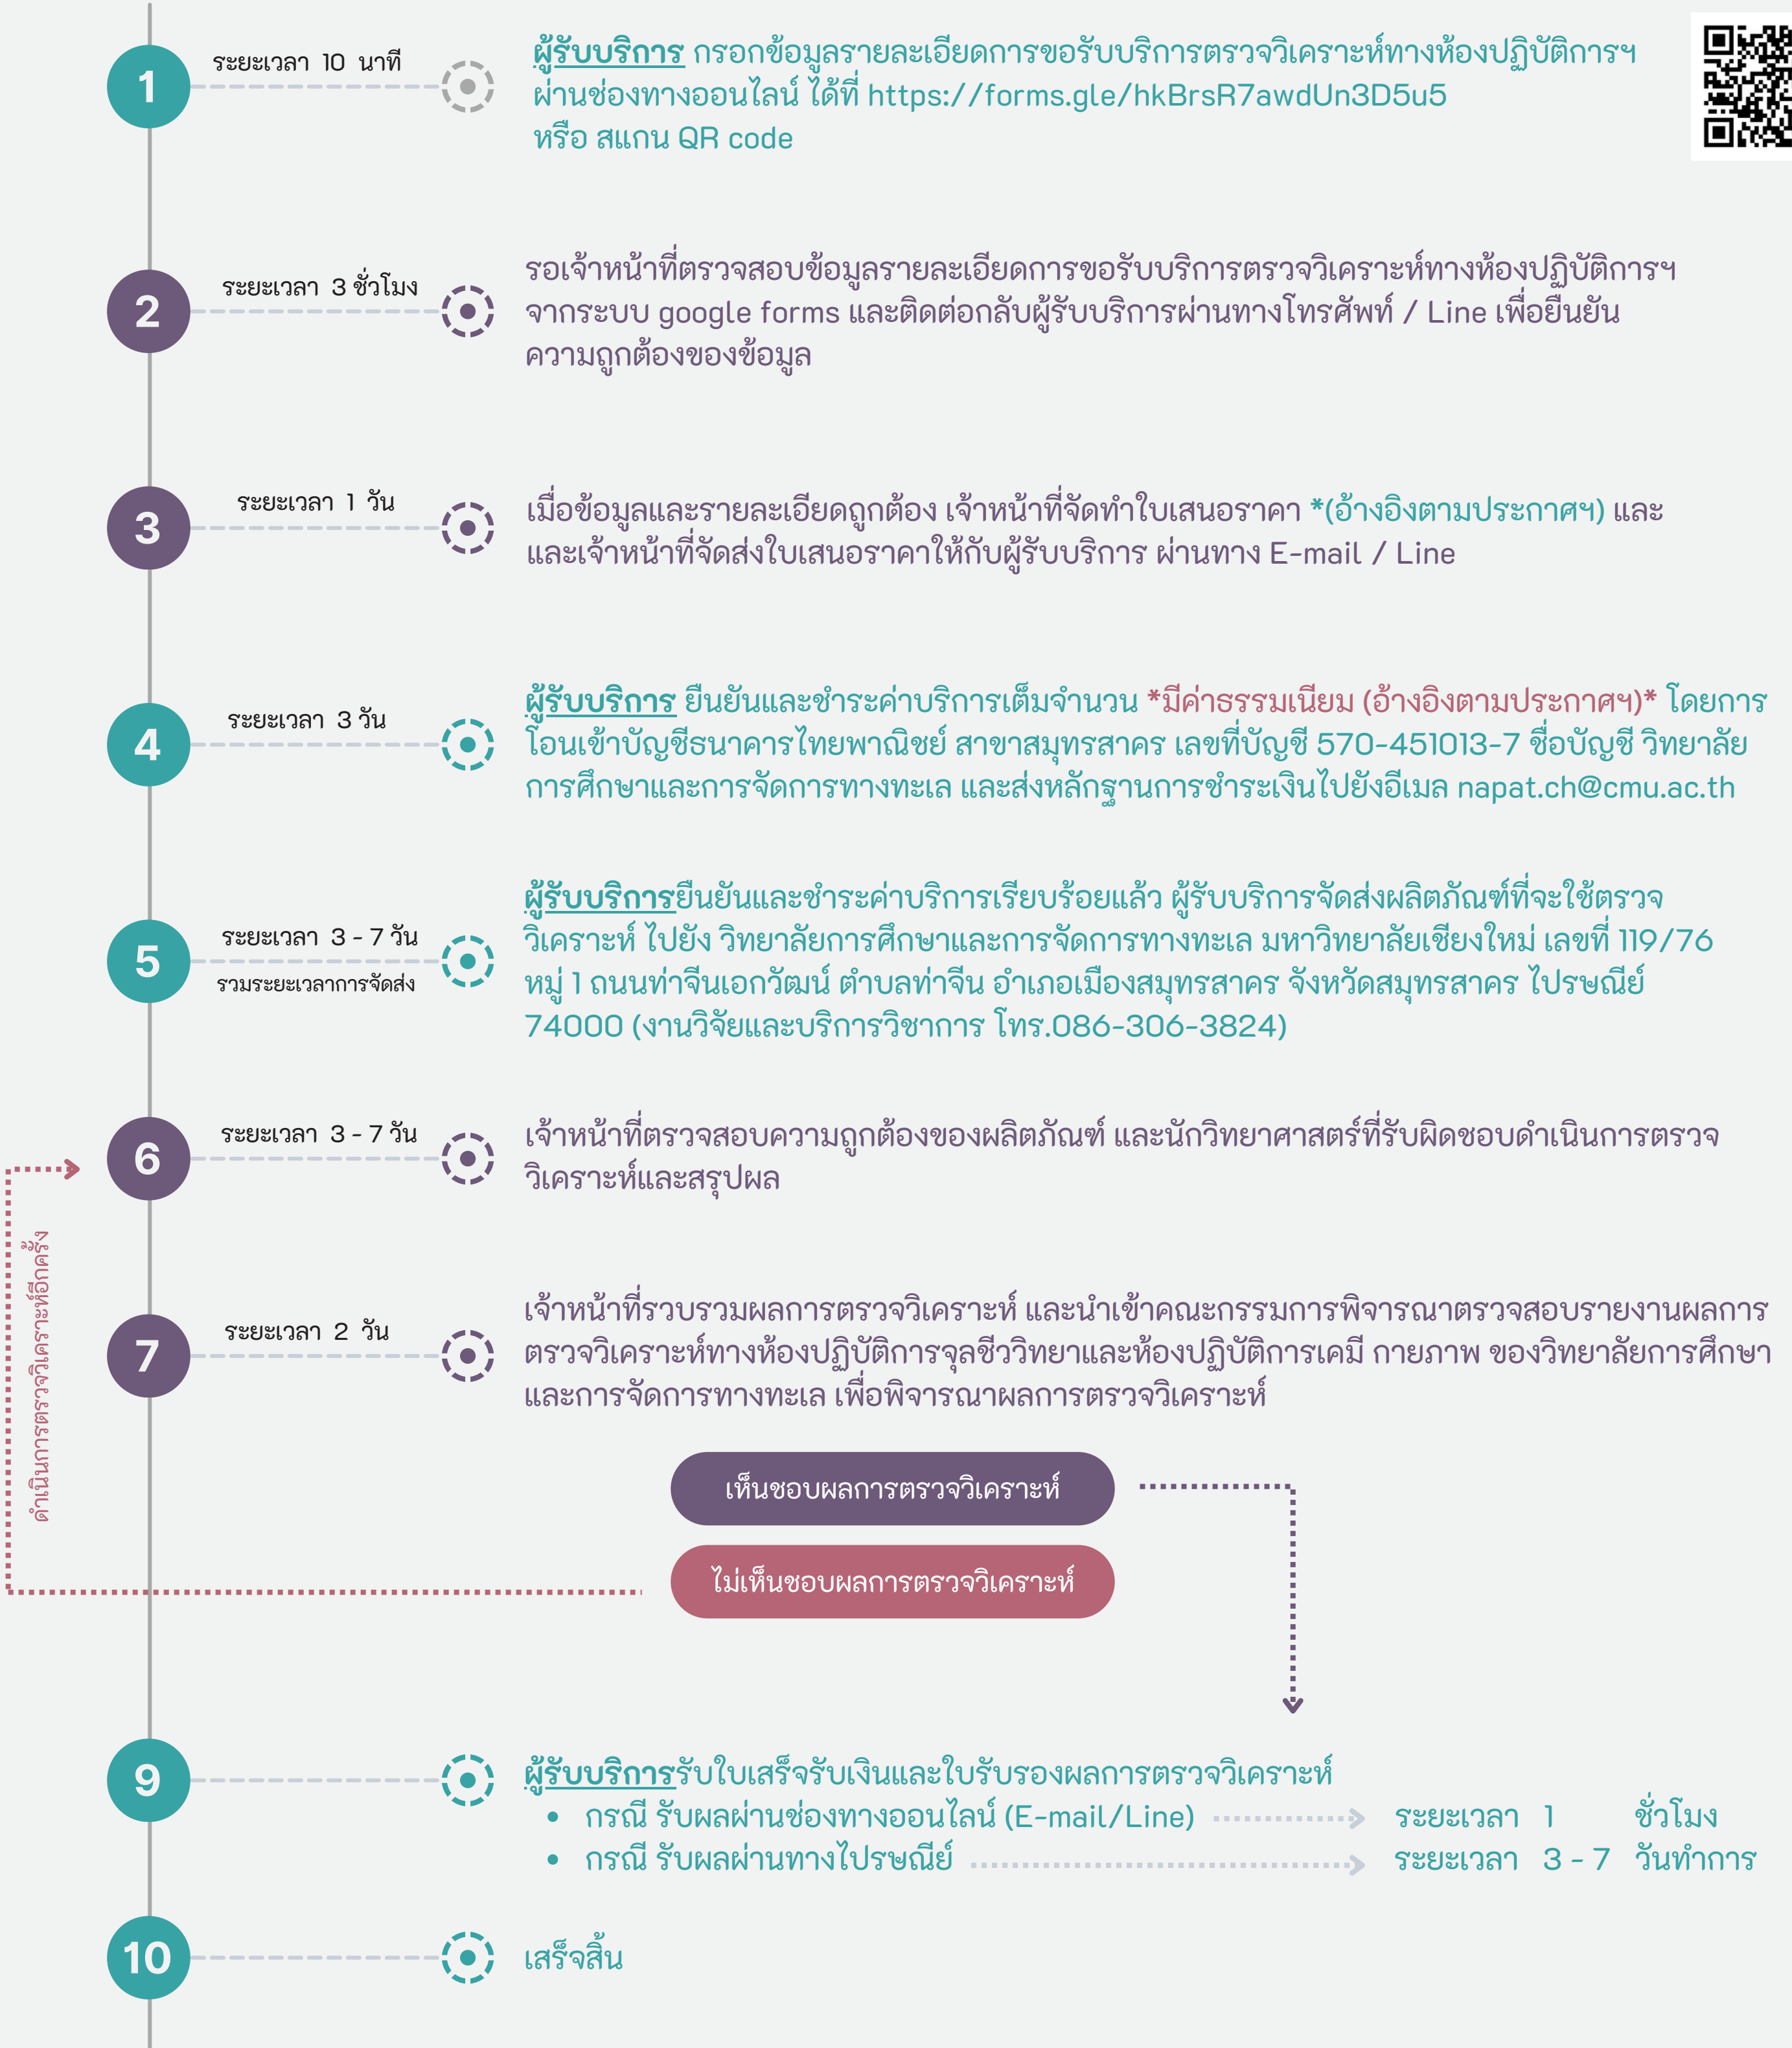 1
ระยะเวลา 10 นาที
ผู้รับบริการ กรอกข้อมูลรายละเอียดการขอรับบริการตรวจวิเคราะห์ทางห้องปฏิบัติการฯ
ผ่านช่องทางออนไลน์ ได้ที่ https://forms.gle/hkBrsR7awdUn3D5u5
หรือ สแกน QR code
2
ระยะเวลา 3 ชั่วโมง
รอเจ้าหน้าที่ตรวจสอบข้อมูลรายละเอียดการขอรับบริการตรวจวิเคราะห์ทางห้องปฏิบัติการฯ
จากระบบ google forms และติดต่อกลับผู้รับบริการผ่านทางโทรศัพท์ / Line เพื่อยืนยัน
ความถูกต้องของข้อมูล
3
ระยะเวลา 1 วัน
เมื่อข้อมูลและรายละเอียดถูกต้อง เจ้าหน้าที่จัดทำใบเสนอราคา *(อ้างอิงตามประกาศฯ) และ
และเจ้าหน้าที่จัดส่งใบเสนอราคาให้กับผู้รับบริการ ผ่านทาง E-mail / Line
4
ระยะเวลา 3 วัน
ผู้รับบริการ ยืนยันและชำระค่าบริการเต็มจำนวน *มีค่าธรรมเนียม (อ้างอิงตามประกาศฯ)* โดยการ
โอนเข้าบัญชีธนาคารไทยพาณิชย์ สาขาสมุทรสาคร เลขที่บัญชี 570-451013-7 ชื่อบัญชี วิทยาลัย
การศึกษาและการจัดการทางทะเล และส่งหลักฐานการชำระเงินไปยังอีเมล napat.ch@cmu.ac.th
5
ระยะเวลา 3 - 7 วัน
รวมระยะเวลาการจัดส่ง
ผู้รับบริการยืนยันและชำระค่าบริการเรียบร้อยแล้ว ผู้รับบริการจัดส่งผลิตภัณฑ์ที่จะใช้ตรวจ
วิเคราะห์ ไปยัง วิทยาลัยการศึกษาและการจัดการทางทะเล มหาวิทยาลัยเชียงใหม่ เลขที่ 119/76
หมู่ 1 ถนนท่าจีนเอกวัฒน์ ตำบลท่าจีน อำเภอเมืองสมุทรสาคร จังหวัดสมุทรสาคร ไปรษณีย์
74000 (งานวิจัยและบริการวิชาการ โทร.086-306-3824)
6
ระยะเวลา 3 - 7 วัน
เจ้าหน้าที่ตรวจสอบความถูกต้องของผลิตภัณฑ์ และนักวิทยาศาสตร์ที่รับผิดชอบดำเนินการตรวจ
วิเคราะห์และสรุปผล
ดำเนินการตรวจวิเคราะห์อีกครั้ง
7
ระยะเวลา 2 วัน
เจ้าหน้าที่รวบรวมผลการตรวจวิเคราะห์ และนำเข้าคณะกรรมการพิจารณาตรวจสอบรายงานผลการ
ตรวจวิเคราะห์ทางห้องปฏิบัติการจุลชีววิทยาและห้องปฏิบัติการเคมี กายภาพ ของวิทยาลัยการศึกษา
และการจัดการทางทะเล เพื่อพิจารณาผลการตรวจวิเคราะห์
เห็นชอบผลการตรวจวิเคราะห์
ไม่เห็นชอบผลการตรวจวิเคราะห์
9
ผู้รับบริการรับใบเสร็จรับเงินและใบรับรองผลการตรวจวิเคราะห์
• กรณี รับผลผ่านช่องทางออนไลน์ (E-mail/Line) ระยะเวลา 1 ชั่วโมง
• กรณี รับผลผ่านทางไปรษณีย์ ระยะเวลา 3 - 7 วันทำการ
10
เสร็จสิ้น